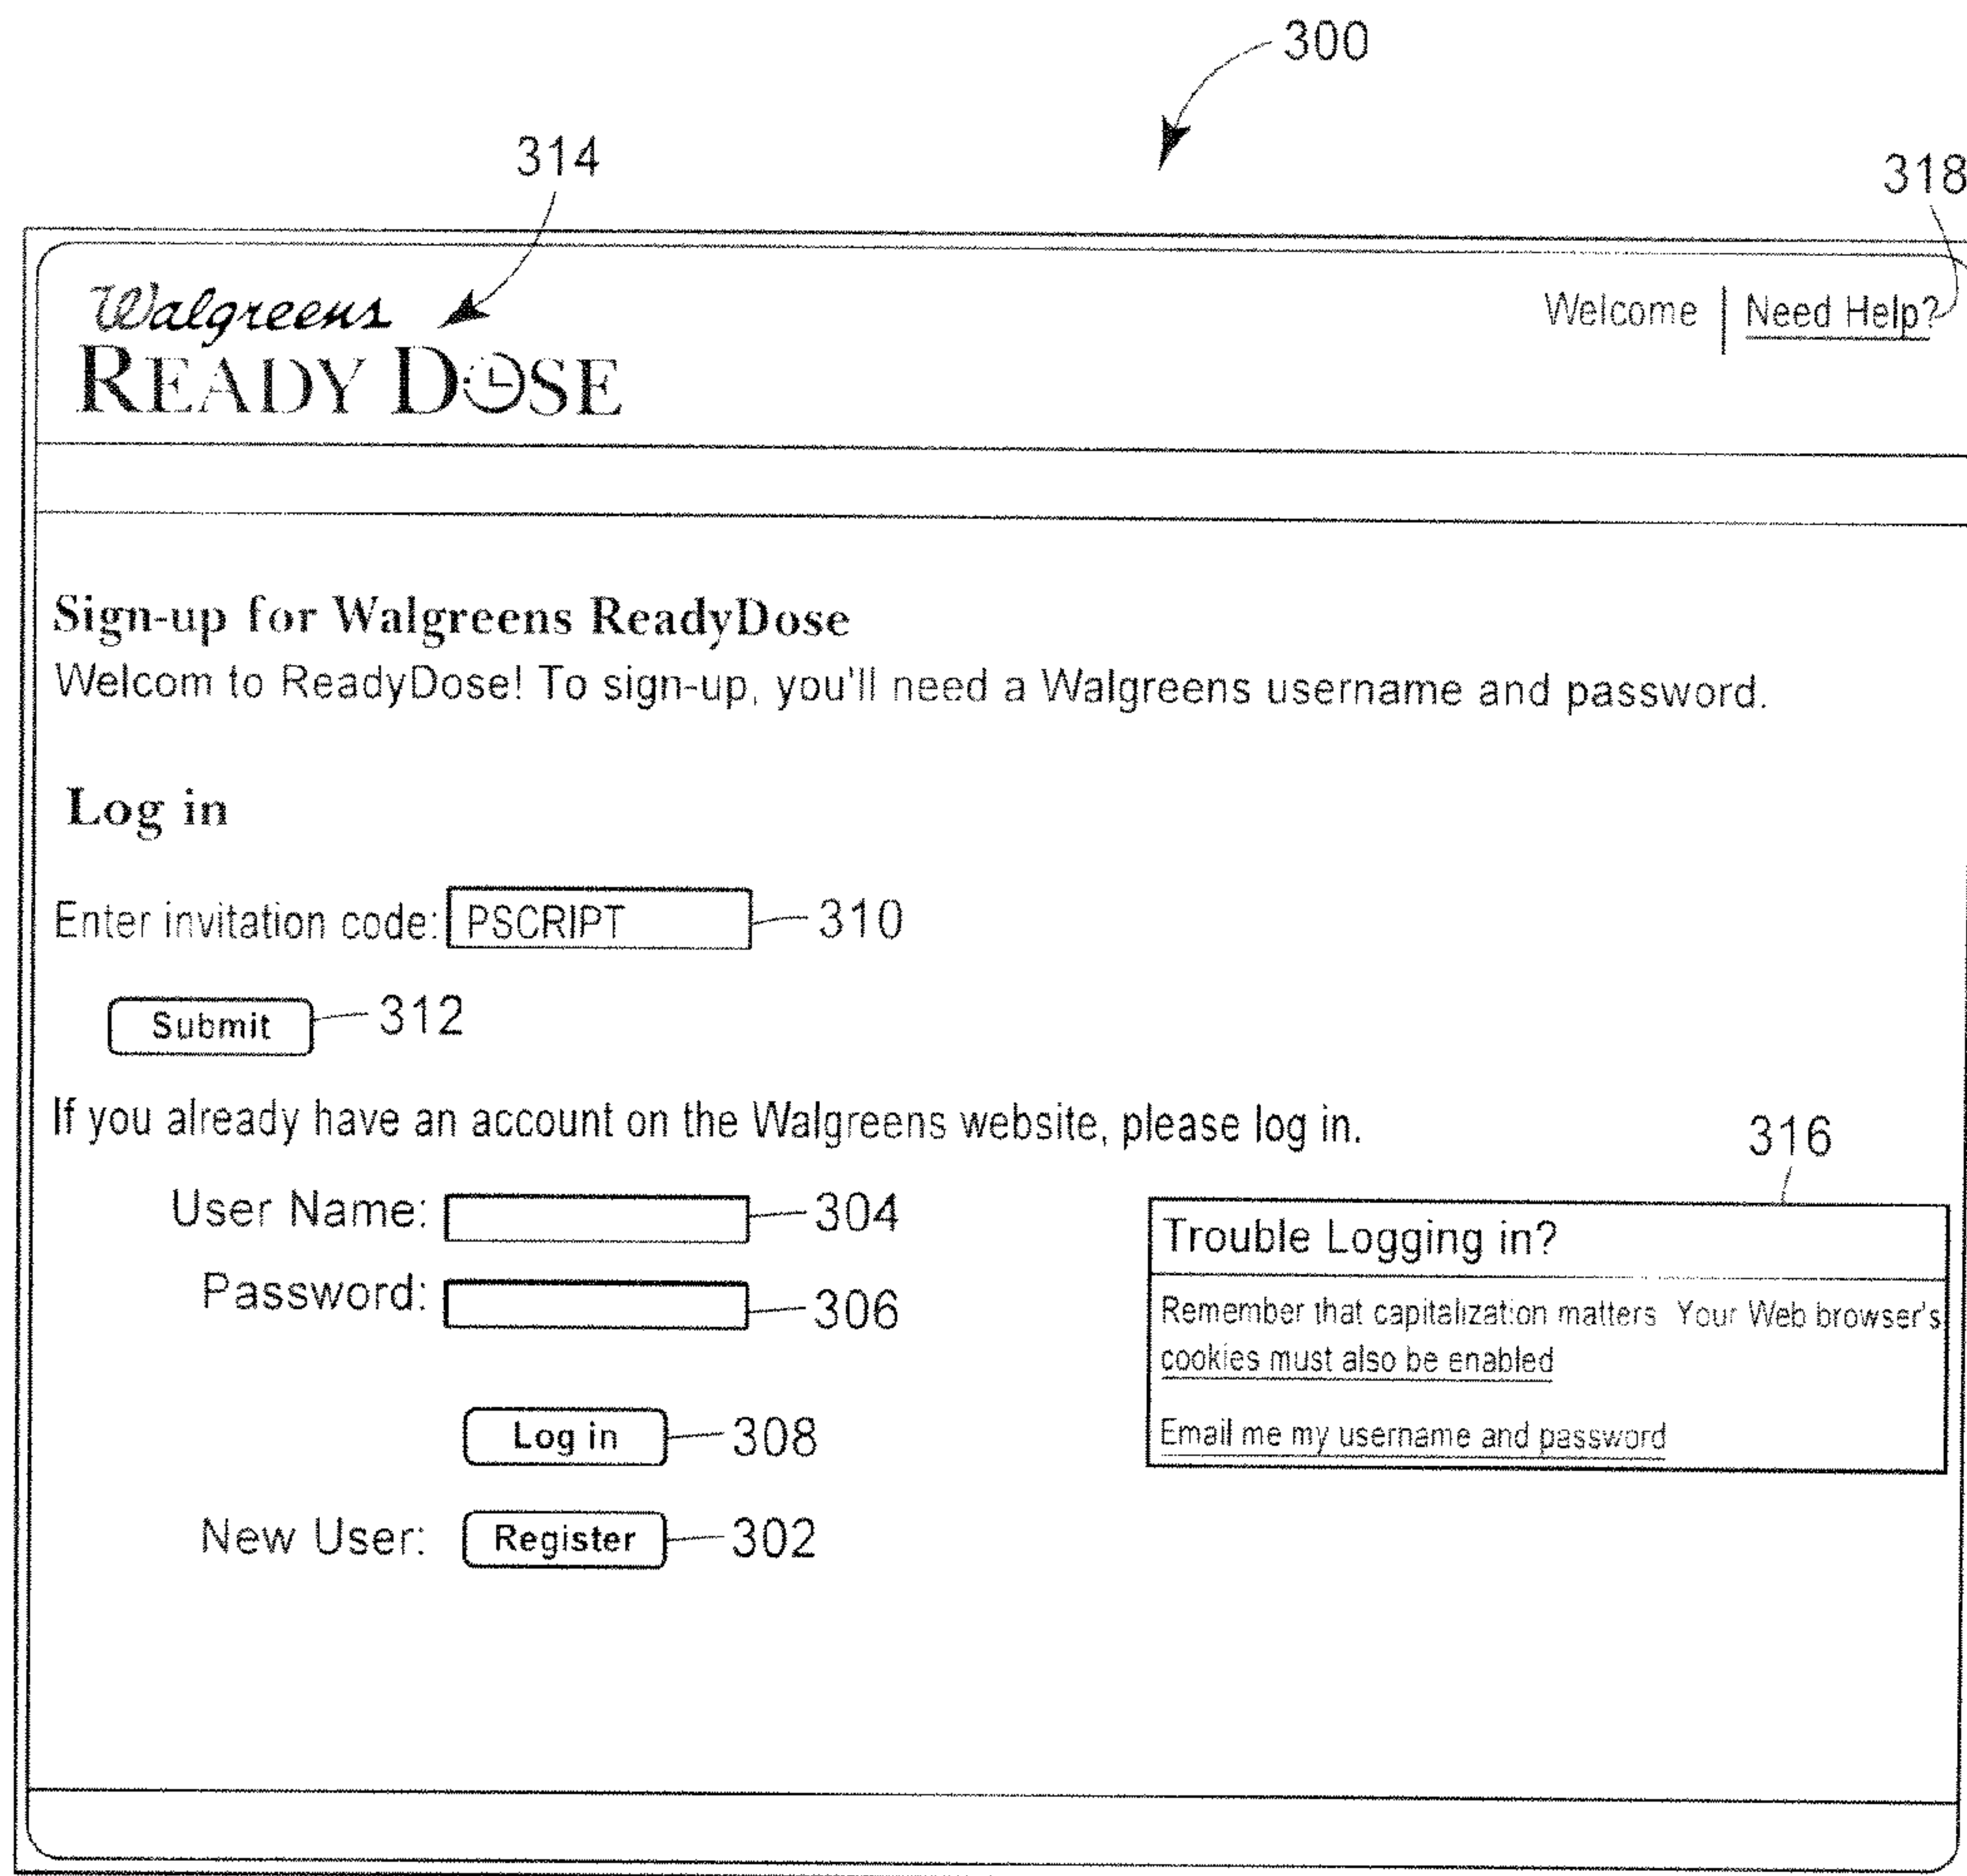 300
314
318
Walgreens
READY DOSE
Welcome | Need Help?
Sign-up for Walgreens ReadyDose
Welcom to ReadyDose! To sign-up, you'll need a Walgreens username and password.
Log in
Enter invitation code: PSCRIPT 310
Submit 312
If you already have an account on the Walgreens website, please log in.
316
User Name: 304
Password: 306
Trouble Logging in?
Remember that capitalization matters Your Web browser's
cookies must also be enabled
Email me my username and password
Log in 308
New User: Register 302